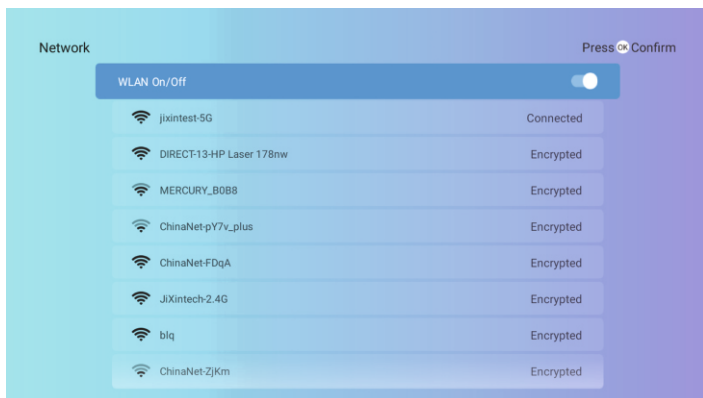 Network
Press OK Confirm
WLAN On/Off
jixintest-5G Connected
DIRECT-13-HP Laser 178nw Encrypted
MERCURY_B0B8 Encrypted
ChinaNet-pY7v_plus Encrypted
ChinaNet-FDqA Encrypted
JiXintech-2.4G Encrypted
blq Encrypted
ChinaNet-ZjKm Encrypted